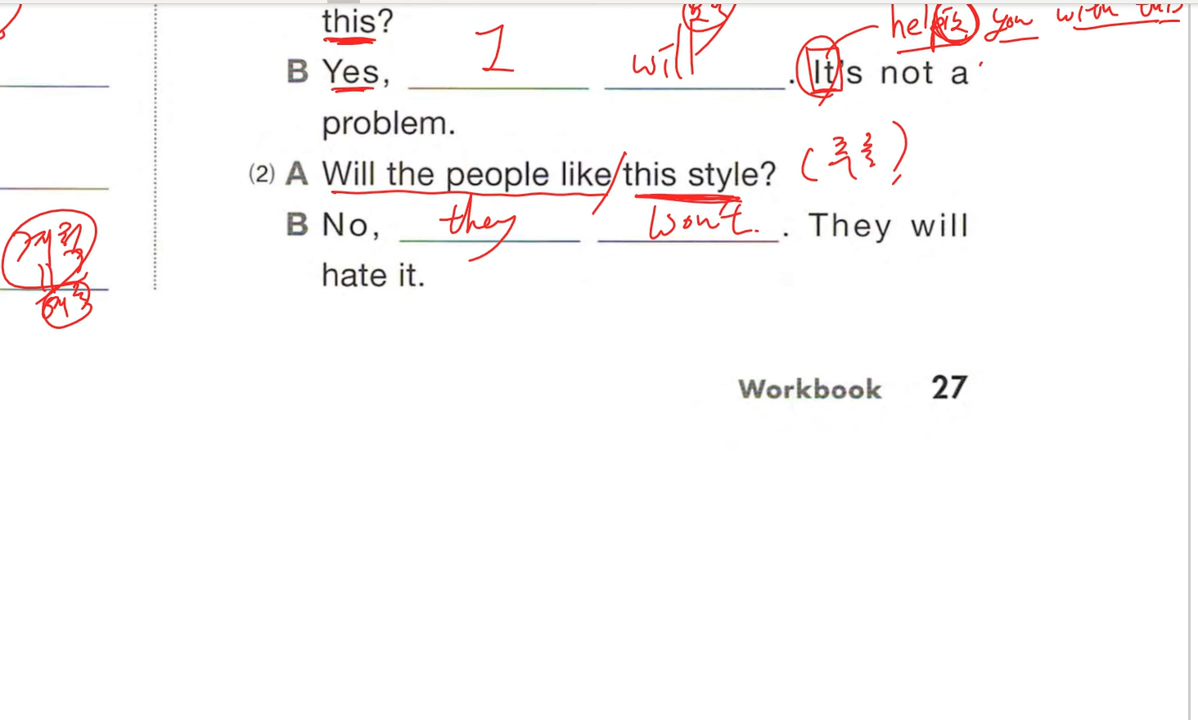 this?
you with this
B Yes, I will. It's not a
problem.
(2) A Will the people like/this style?
B No, they won't. They will
hate it.
Workbook 27